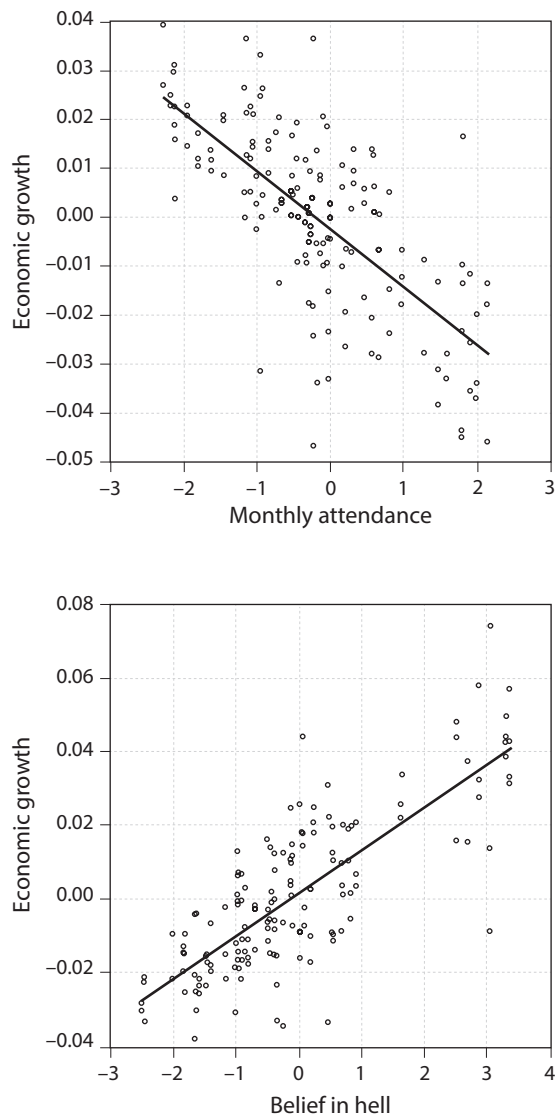 0.04
0.03
0.02
0.01
0.00
−0.01
−0.02
−0.03
−0.04
−0.05
Economic growth
−3 −2 −1 0 1 2 3
Monthly attendance
0.08
0.06
0.04
0.02
0.00
−0.02
−0.04
Economic growth
−3 −2 −1 0 1 2 3 4
Belief in hell